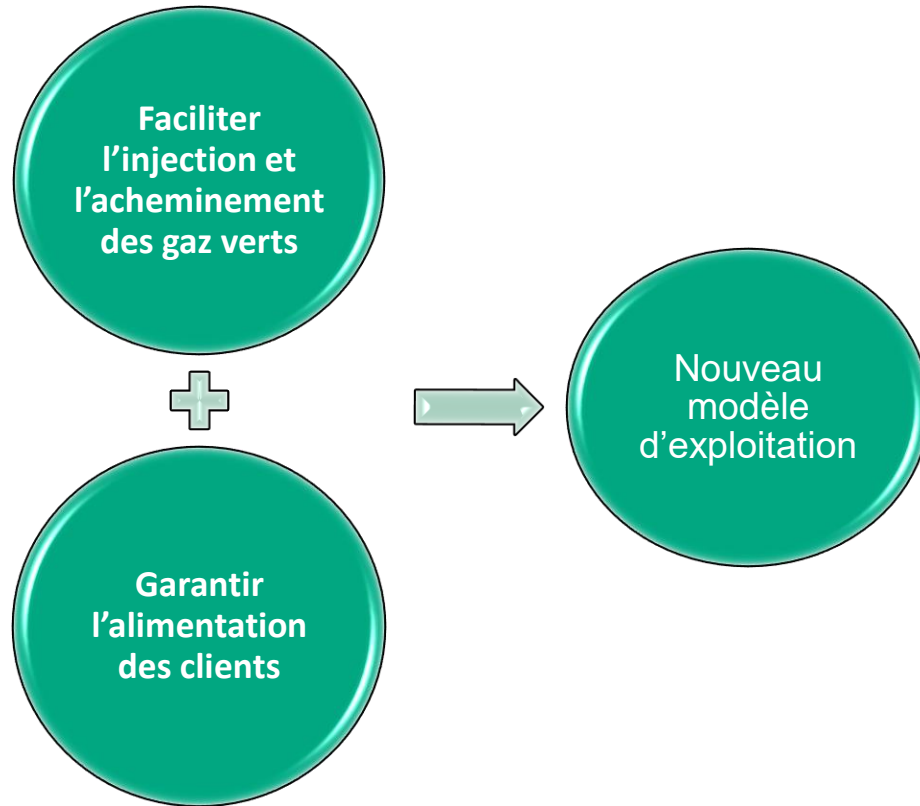 Faciliter
l’injection et
l’acheminement
des gaz verts
Garantir
l’alimentation
des clients
Nouveau
modèle
d’exploitation